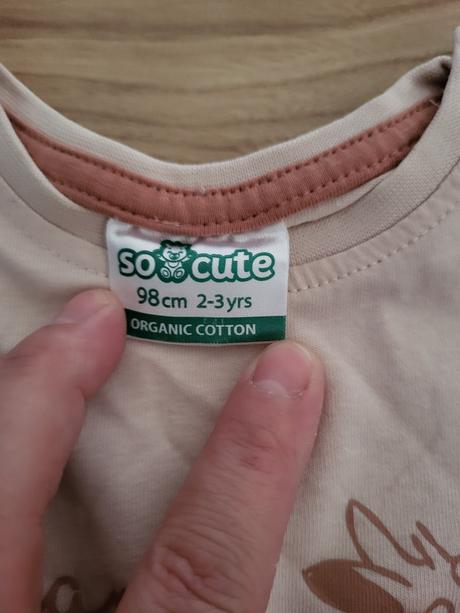 so cute
98cm 2-3yrs
ORGANIC COTTON